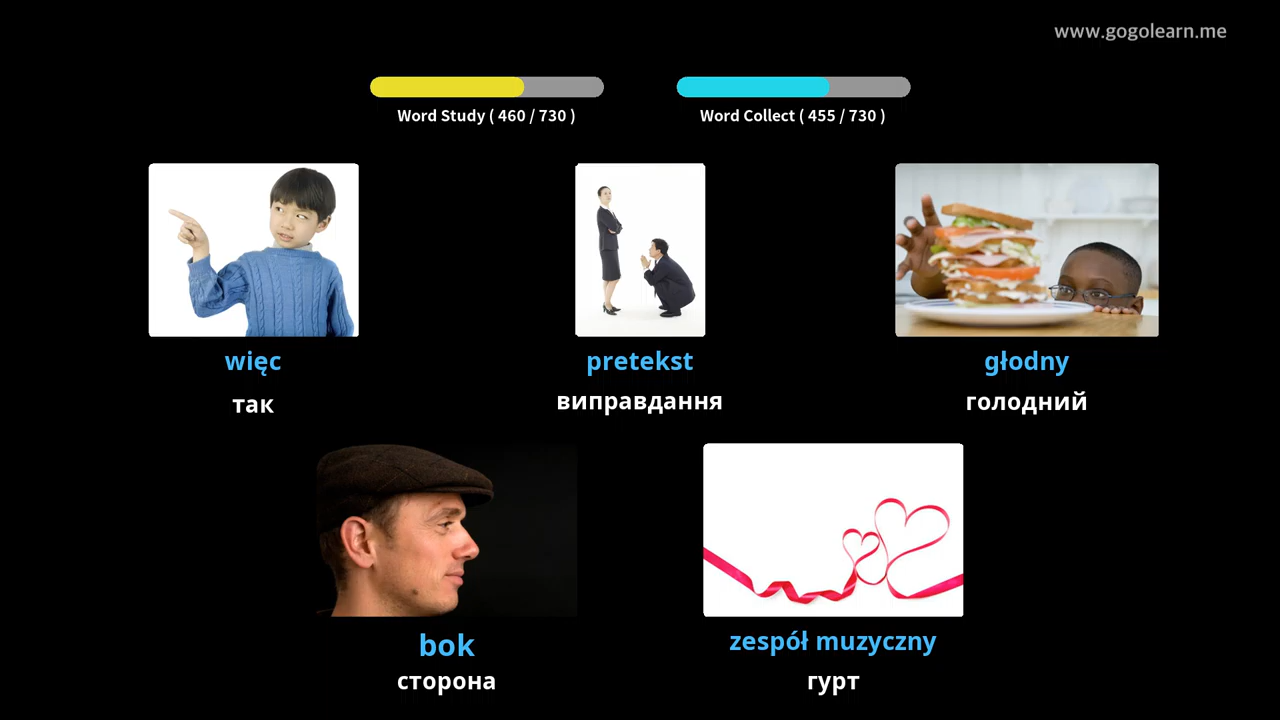 www.gogolearn.me
Word Study ( 460 / 730 )
Word Collect ( 455 / 730 )
więc
pretekst
głodny
так
виправдання
голодний
bok
zespół muzyczny
сторона
гурт